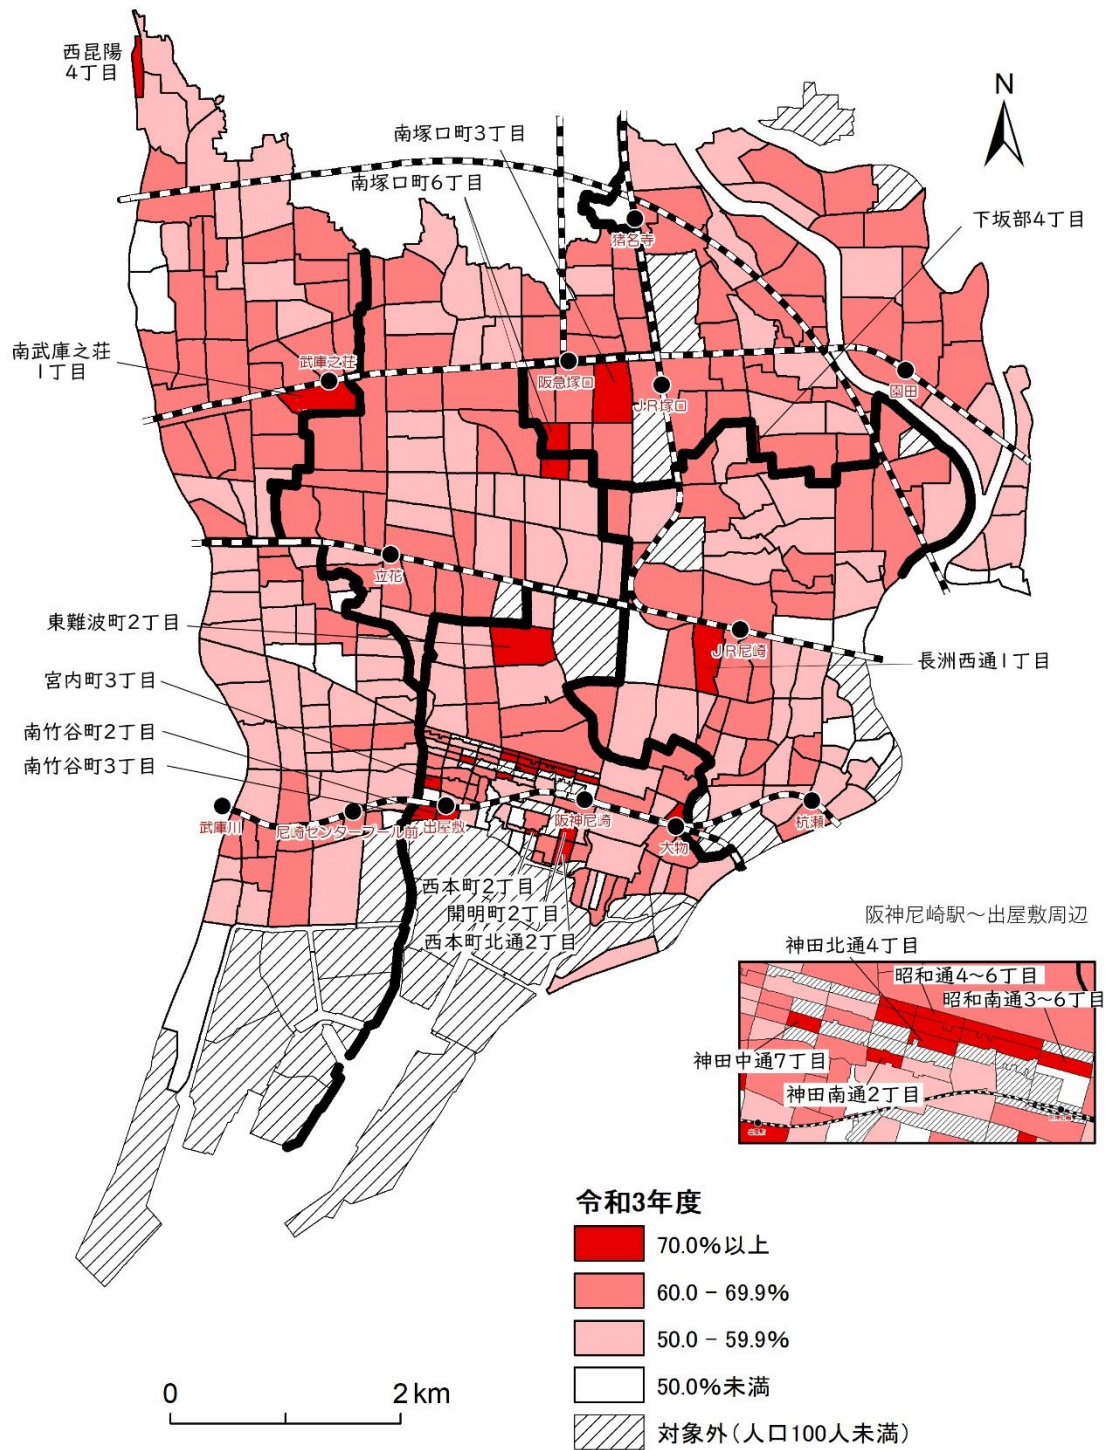 西昆陽
4丁目
N
南塚口町3丁目
南塚口町6丁目
下坂部4丁目
猪名寺
南武庫之荘
1丁目
武庫之荘
阪急塚口
JR塚口
園田
立花
東難波町2丁目
JR尼崎
長洲西通1丁目
宮内町3丁目
南竹谷町2丁目
南竹谷町3丁目
武庫川
尼崎センタープール前
出屋敷
阪神尼崎
大物
杭瀬
西本町2丁目
開明町2丁目
西本町北通2丁目
阪神尼崎駅～出屋敷周辺
神田北通4丁目
昭和通4～6丁目
昭和南通3～6丁目
神田中通7丁目
神田南通2丁目
令和3年度
70.0%以上
60.0 - 69.9%
50.0 - 59.9%
50.0%未満
対象外(人口100人未満)
0
2 km